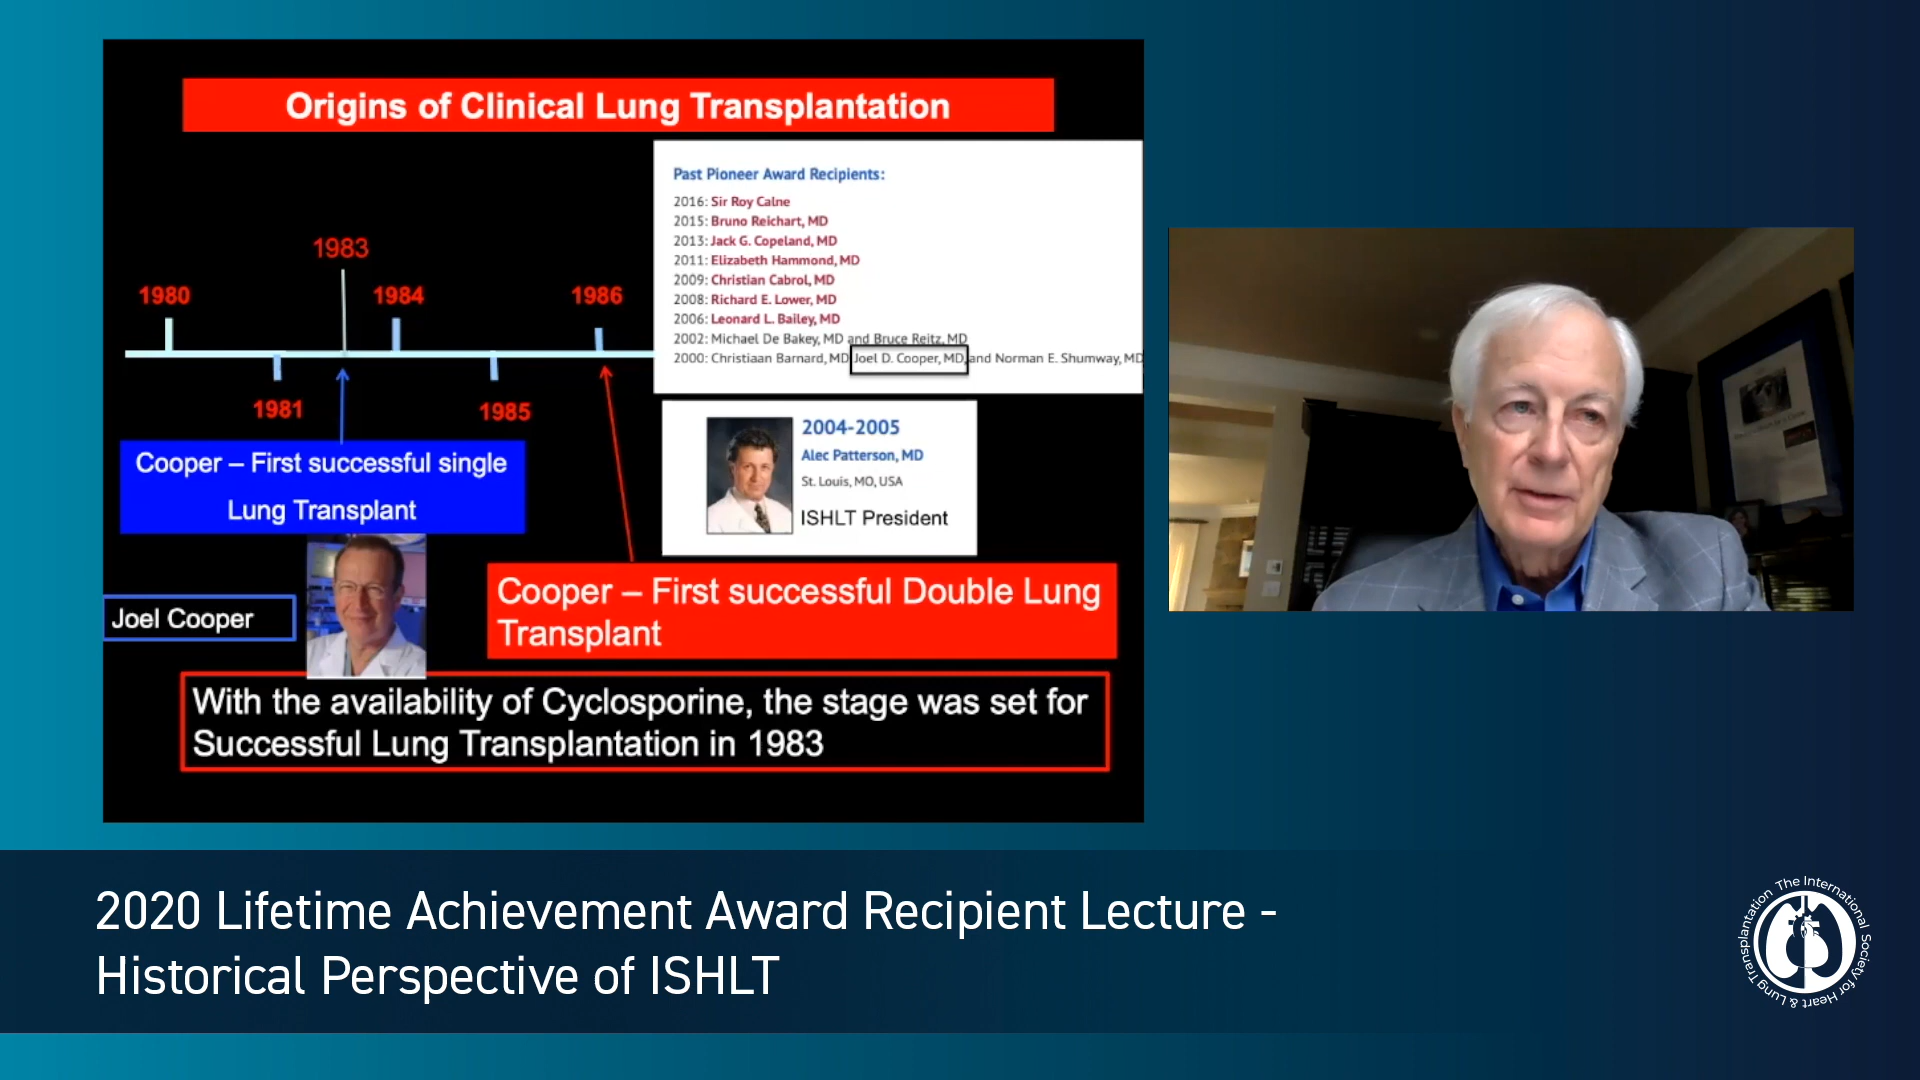 Origins of Clinical Lung Transplantation
Past Pioneer Award Recipients:
2016: Sir Roy Calne
2015: Bruno Reichart, MD
2013: Jack G. Copeland, MD
2011: Elizabeth Hammond, MD
2009: Christian Cabrol, MD
2008: Richard E. Lower, MD
2006: Leonard L. Bailey, MD
2002: Michael De Bakey, MD and Bruce Reitz, MD
2000: Christiaan Barnard, MD Joel D. Cooper, MD, and Norman E. Shumway, MD
1983
1980
1984
1986
1981
1985
2004-2005
Alec Patterson, MD
St. Louis, MO, USA
ISHLT President
Cooper – First successful single
Lung Transplant
Joel Cooper
Cooper – First successful Double Lung
Transplant
With the availability of Cyclosporine, the stage was set for
Successful Lung Transplantation in 1983
2020 Lifetime Achievement Award Recipient Lecture -
Historical Perspective of ISHLT
The International Society for Heart & Lung Transplantation